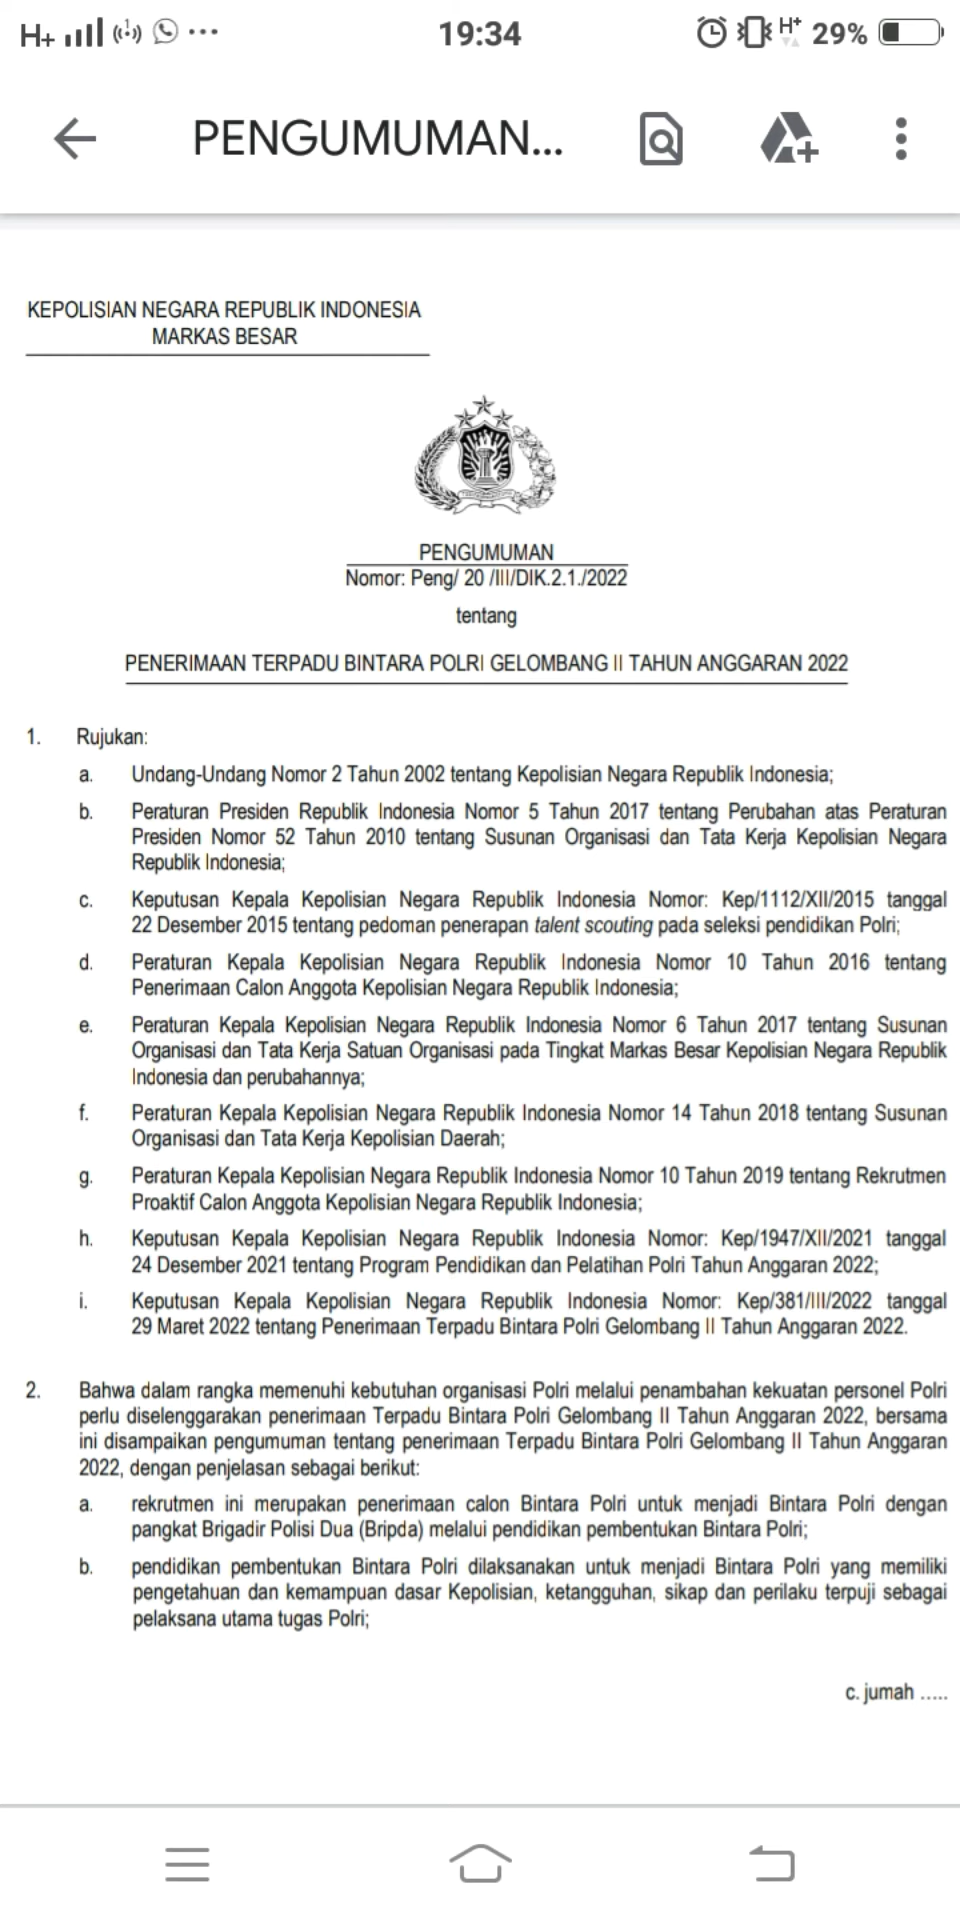 H+ 19:34 H+ 29%
PENGUMUMAN...
KEPOLISIAN NEGARA REPUBLIK INDONESIA
MARKAS BESAR
PENGUMUMAN
Nomor: Peng/ 20 /III/DIK.2.1./2022
tentang
PENERIMAAN TERPADU BINTARA POLRI GELOMBANG II TAHUN ANGGARAN 2022
1. Rujukan:
a. Undang-Undang Nomor 2 Tahun 2002 tentang Kepolisian Negara Republik Indonesia;
b. Peraturan Presiden Republik Indonesia Nomor 5 Tahun 2017 tentang Perubahan atas Peraturan
Presiden Nomor 52 Tahun 2010 tentang Susunan Organisasi dan Tata Kerja Kepolisian Negara
Republik Indonesia;
c. Keputusan Kepala Kepolisian Negara Republik Indonesia Nomor: Kep/1112/XII/2015 tanggal
22 Desember 2015 tentang pedoman penerapan talent scouting pada seleksi pendidikan Polri;
d. Peraturan Kepala Kepolisian Negara Republik Indonesia Nomor 10 Tahun 2016 tentang
Penerimaan Calon Anggota Kepolisian Negara Republik Indonesia;
e. Peraturan Kepala Kepolisian Negara Republik Indonesia Nomor 6 Tahun 2017 tentang Susunan
Organisasi dan Tata Kerja Satuan Organisasi pada Tingkat Markas Besar Kepolisian Negara Republik
Indonesia dan perubahannya;
f. Peraturan Kepala Kepolisian Negara Republik Indonesia Nomor 14 Tahun 2018 tentang Susunan
Organisasi dan Tata Kerja Kepolisian Daerah;
g. Peraturan Kepala Kepolisian Negara Republik Indonesia Nomor 10 Tahun 2019 tentang Rekrutmen
Proaktif Calon Anggota Kepolisian Negara Republik Indonesia;
h. Keputusan Kepala Kepolisian Negara Republik Indonesia Nomor: Kep/1947/XII/2021 tanggal
24 Desember 2021 tentang Program Pendidikan dan Pelatihan Polri Tahun Anggaran 2022;
i. Keputusan Kepala Kepolisian Negara Republik Indonesia Nomor: Kep/381/III/2022 tanggal
29 Maret 2022 tentang Penerimaan Terpadu Bintara Polri Gelombang II Tahun Anggaran 2022.
2. Bahwa dalam rangka memenuhi kebutuhan organisasi Polri melalui penambahan kekuatan personel Polri
perlu diselenggarakan penerimaan Terpadu Bintara Polri Gelombang II Tahun Anggaran 2022, bersama
ini disampaikan pengumuman tentang penerimaan Terpadu Bintara Polri Gelombang II Tahun Anggaran
2022, dengan penjelasan sebagai berikut:
a. rekrutmen ini merupakan penerimaan calon Bintara Polri untuk menjadi Bintara Polri dengan
pangkat Brigadir Polisi Dua (Bripda) melalui pendidikan pembentukan Bintara Polri;
b. pendidikan pembentukan Bintara Polri dilaksanakan untuk menjadi Bintara Polri yang memiliki
pengetahuan dan kemampuan dasar Kepolisian, ketangguhan, sikap dan perilaku terpuji sebagai
pelaksana utama tugas Polri;
c. jumah .....